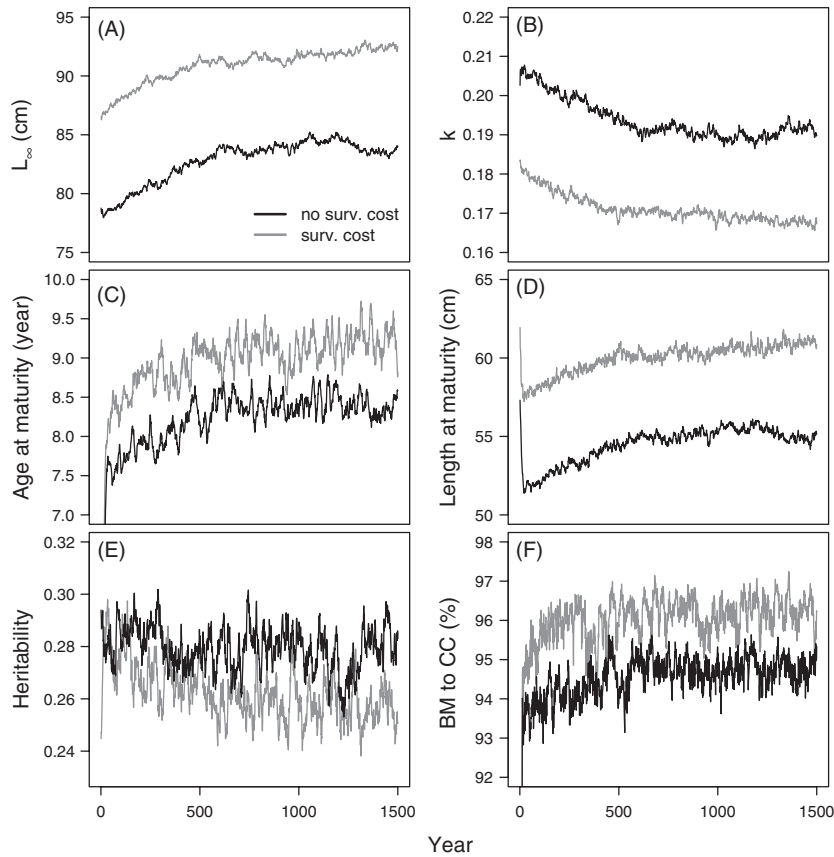 (A)
L∞ (cm)
95
90
85
80
75
no surv. cost
surv. cost
(B)
k
0.22
0.21
0.20
0.19
0.18
0.17
0.16
(C)
Age at maturity (year)
10.0
9.5
9.0
8.5
8.0
7.5
7.0
(D)
Length at maturity (cm)
65
60
55
50
(E)
Heritability
0.32
0.30
0.28
0.26
0.24
0 500 1000 1500
(F)
BM to CC (%)
98
97
96
95
94
93
92
0 500 1000 1500
Year